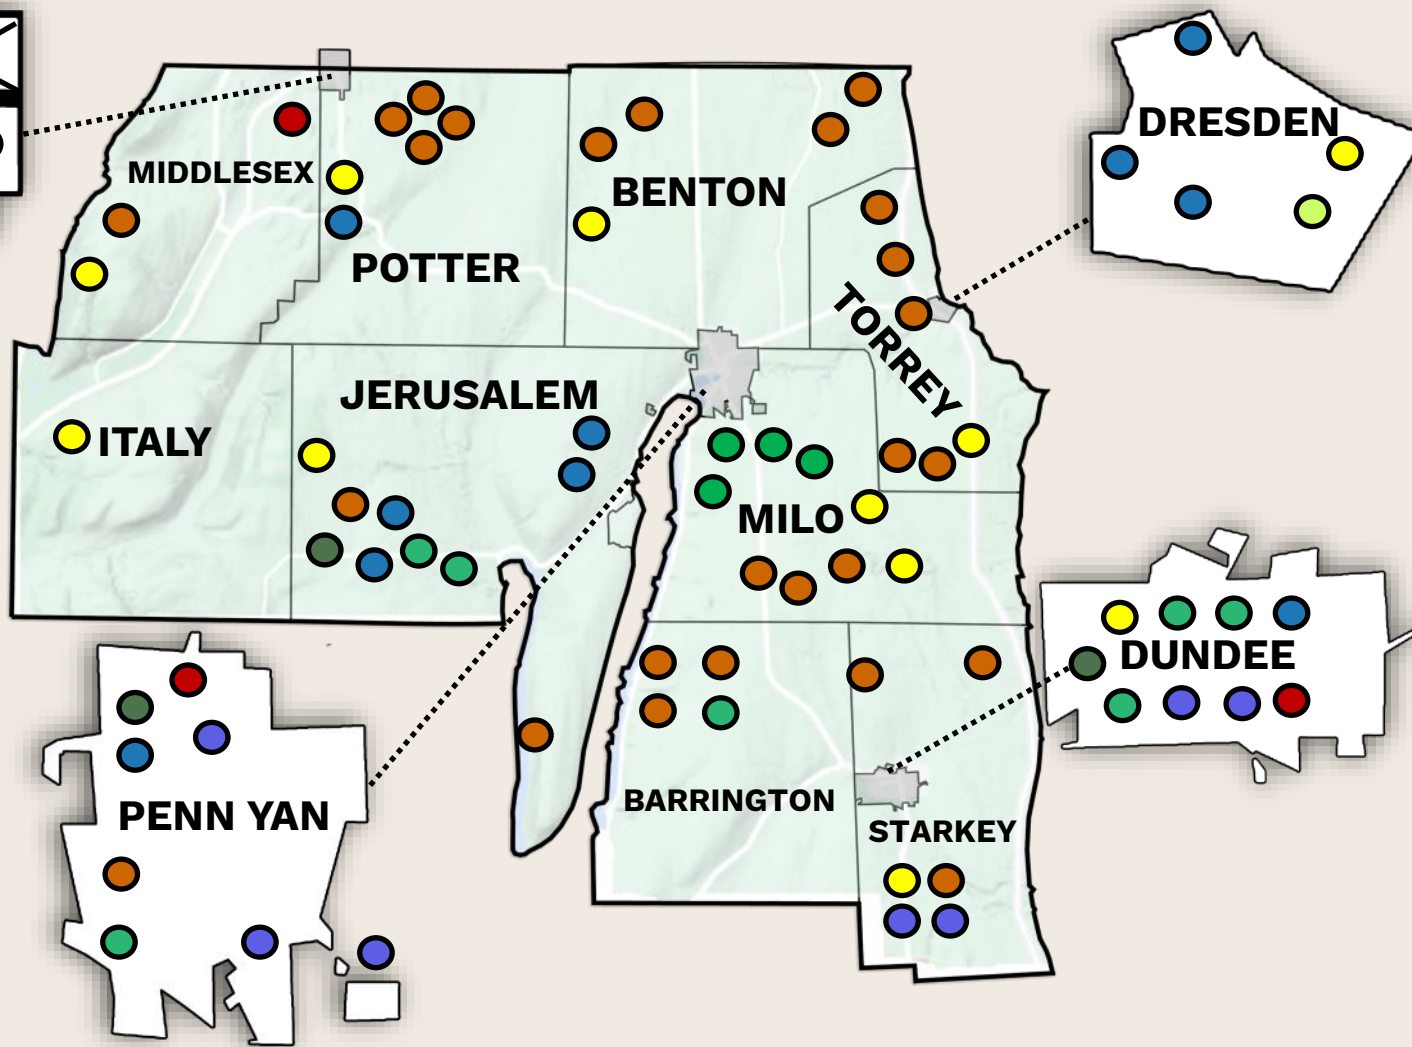 DRESDEN
MIDDLESEX
BENTON
POTTER
TORREY
JERUSALEM
ITALY
MILO
DUNDEE
PENN YAN
BARRINGTON
STARKEY